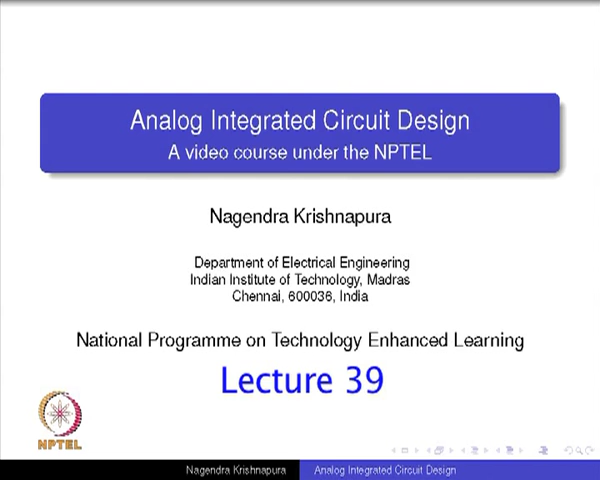 Analog Integrated Circuit Design
A video course under the NPTEL
Nagendra Krishnapura
Department of Electrical Engineering
Indian Institute of Technology, Madras
Chennai, 600036, India
National Programme on Technology Enhanced Learning
Lecture 39
NPTEL
Nagendra Krishnapura Analog Integrated Circuit Design